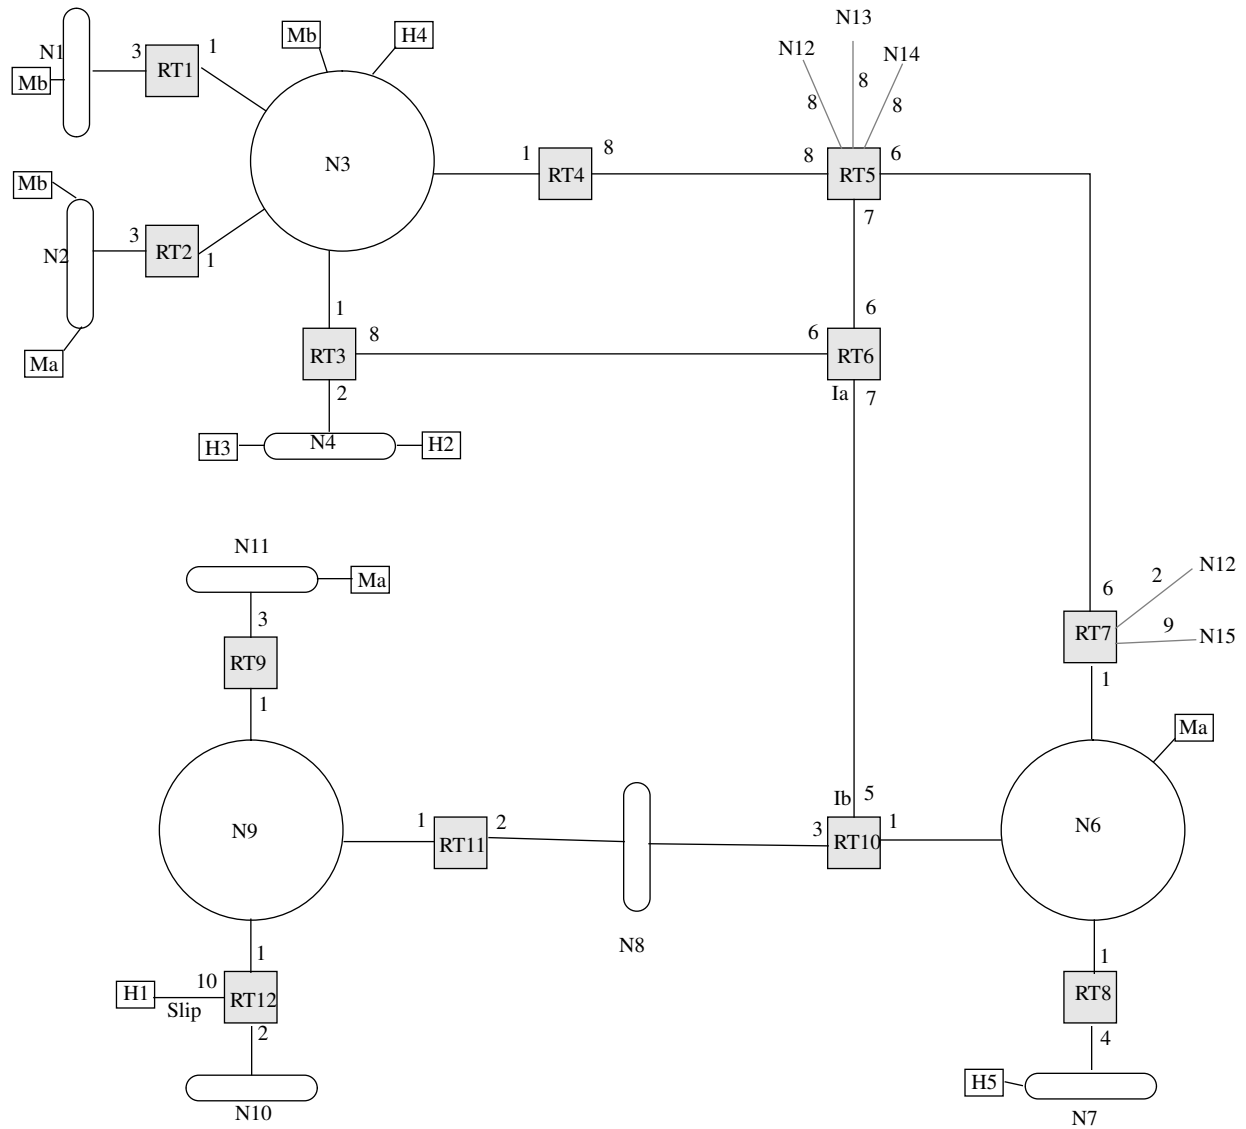 N13
N12
N14
Mb
H4
N1
3
1
RT1
Mb
8
8
8
N3
1
RT4
8
8
RT5
6
7
Mb
N2
3
RT2
1
Ma
1
RT3
8
2
6
6
RT6
Ia
7
H3
N4
H2
N11
Ma
3
RT9
1
N12
2
6
9
RT7
N15
1
Ma
N9
1
RT11
2
N8
Ib
5
3
RT10
1
N6
1
10
H1
Slip
RT12
2
N10
1
RT8
4
H5
N7